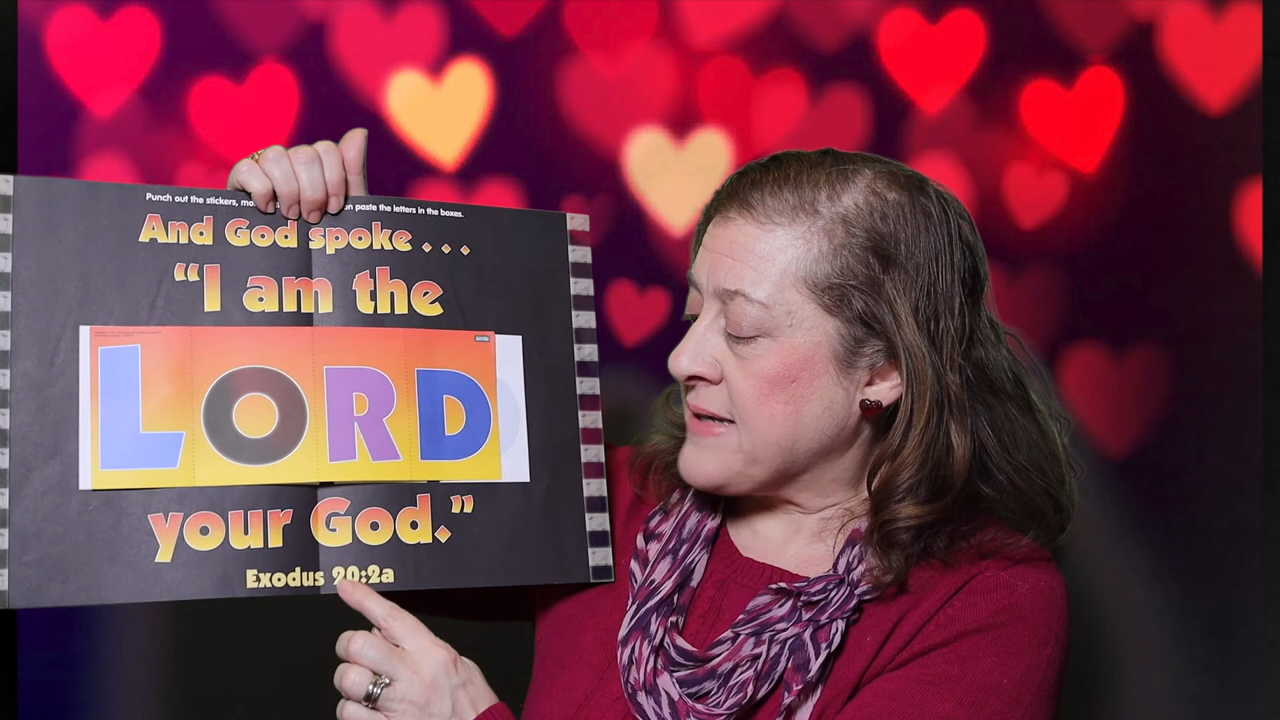 Punch out the stickers, en paste the letters in the boxes.
And God spoke . . .
“I am the
LORD
your God.”
Exodus 20:2a